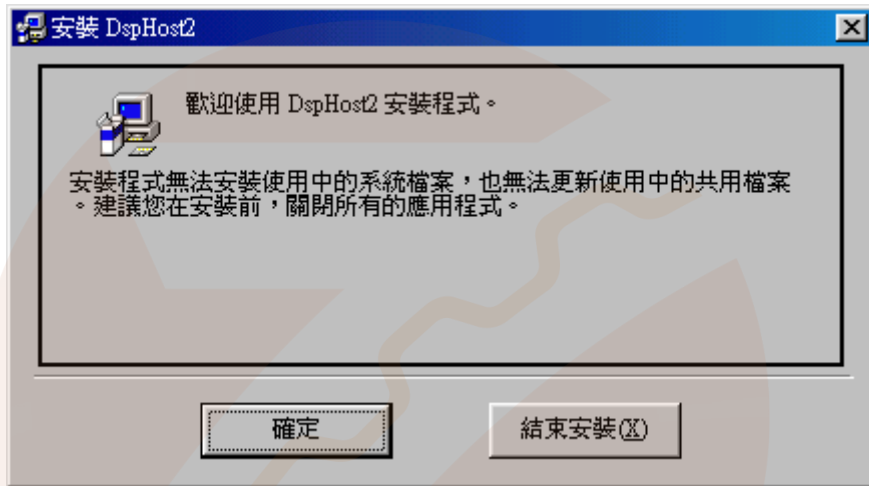 安裝 DspHost2
歡迎使用 DspHost2 安裝程式。
安裝程式無法安裝使用中的系統檔案，也無法更新使用中的共用檔案
。建議您在安裝前，關閉所有的應用程式。
確定
結束安裝(X)